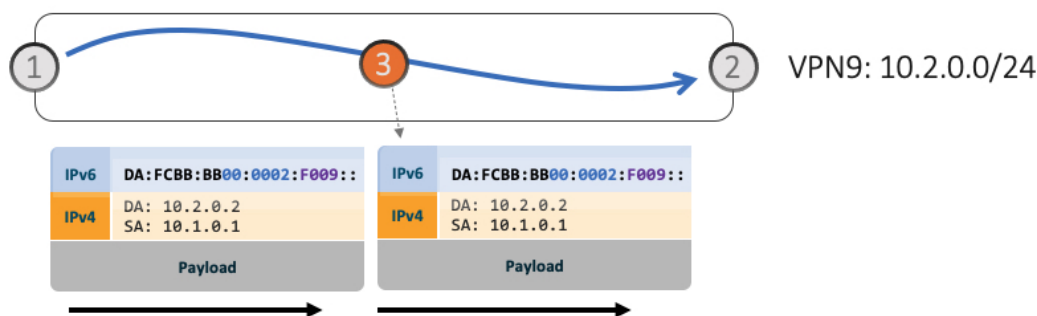 1
3
2
VPN9: 10.2.0.0/24
IPv6
DA:FCBB:BB00:0002:F009::
IPv4
DA: 10.2.0.2
SA: 10.1.0.1
Payload
IPv6
DA:FCBB:BB00:0002:F009::
IPv4
DA: 10.2.0.2
SA: 10.1.0.1
Payload